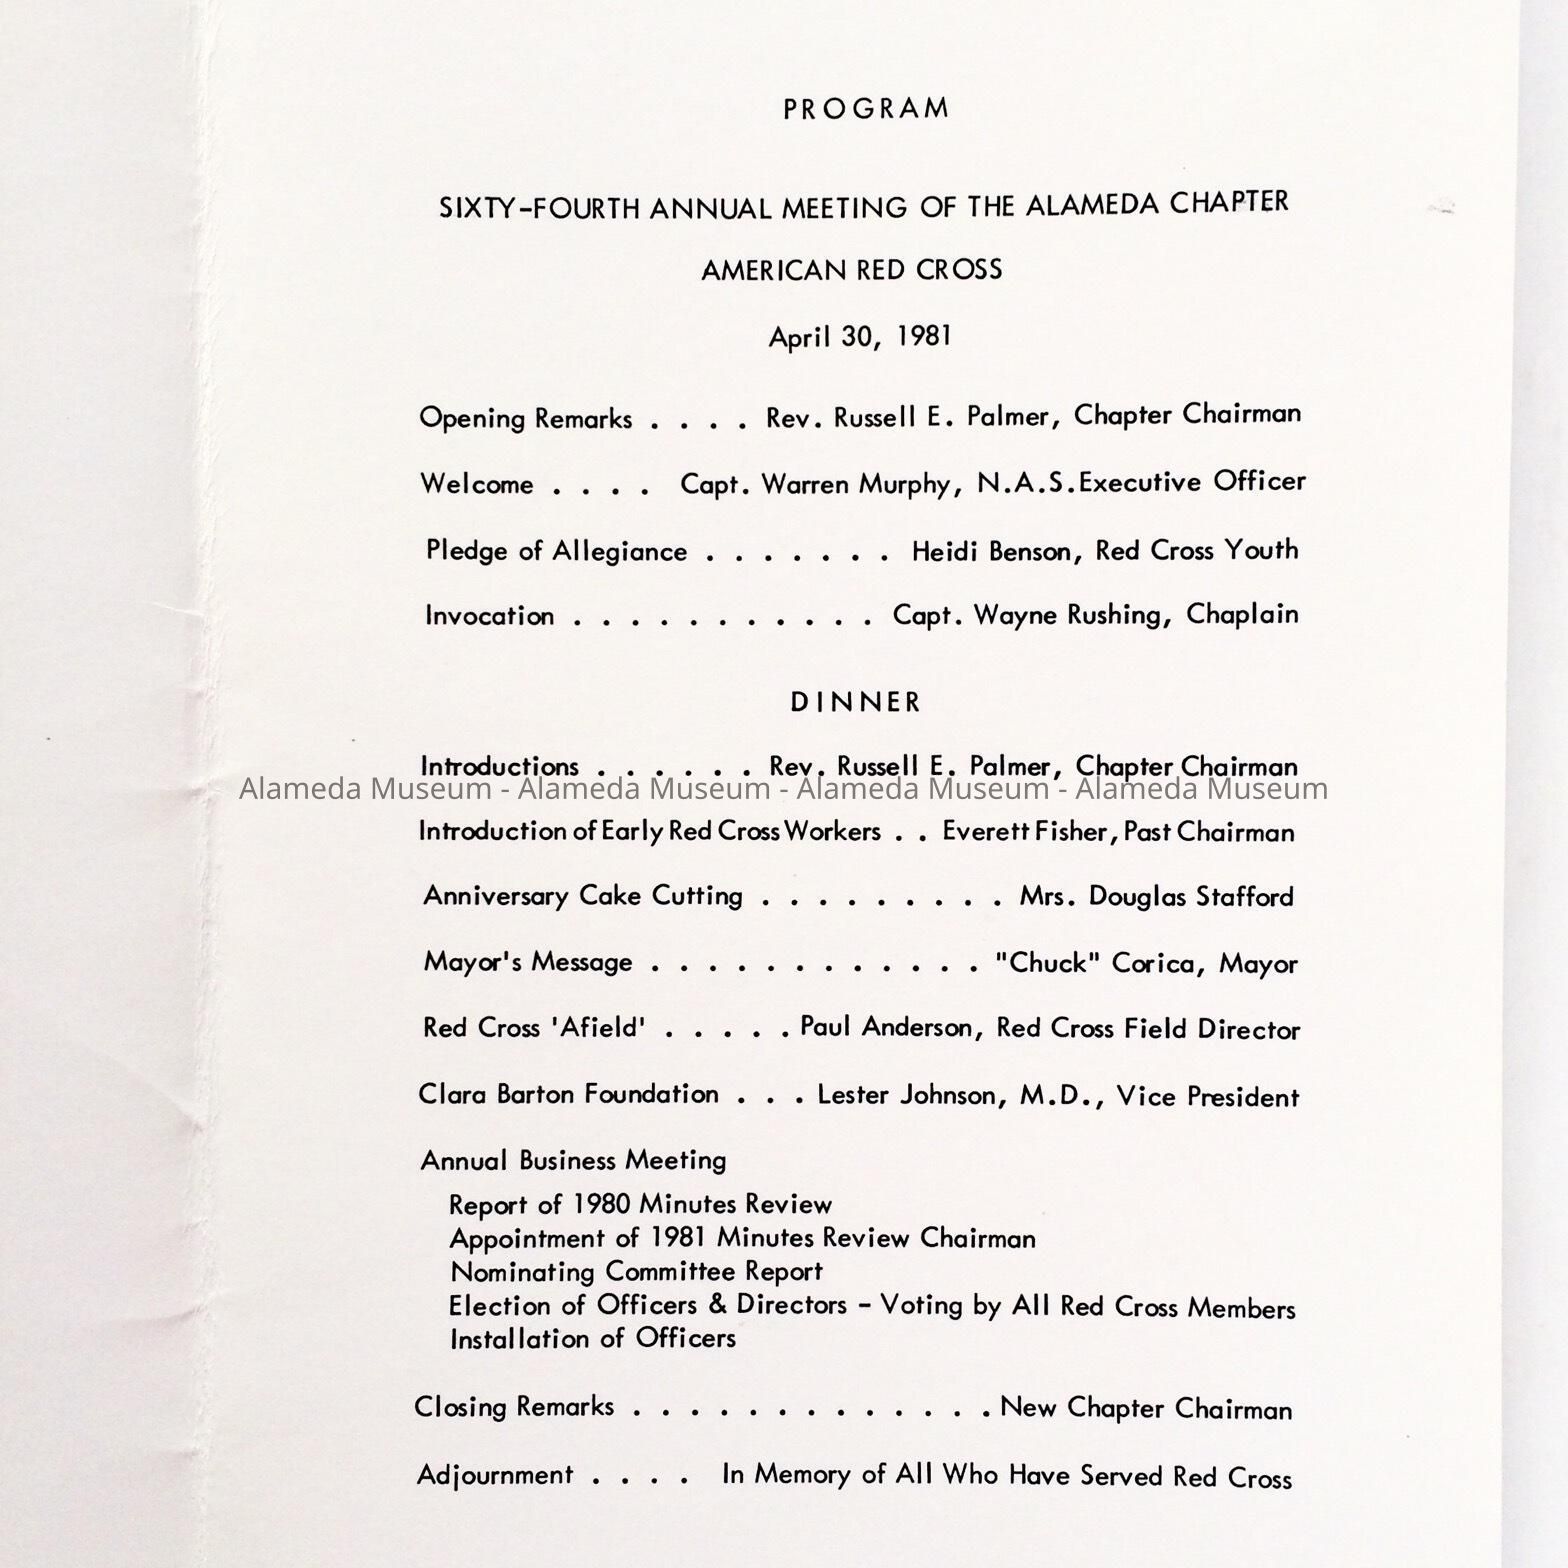 PROGRAM
SIXTY-FOURTH ANNUAL MEETING OF THE ALAMEDA CHAPTER
AMERICAN RED CROSS
April 30, 1981
Opening Remarks . . . . Rev. Russell E. Palmer, Chapter Chairman
Welcome . . . . Capt. Warren Murphy, N.A.S.Executive Officer
Pledge of Allegiance . . . . . . . Heidi Benson, Red Cross Youth
Invocation . . . . . . . . . . . Capt. Wayne Rushing, Chaplain
DINNER
Introductions . . . . . . Rev. Russell E. Palmer, Chapter Chairman
Alameda Museum - Alameda Museum - Alameda Museum - Alameda Museum
Introduction of Early Red Cross Workers . . Everett Fisher, Past Chairman
Anniversary Cake Cutting . . . . . . . . . Mrs. Douglas Stafford
Mayor's Message . . . . . . . . . . . . "Chuck" Corica, Mayor
Red Cross 'Afield' . . . . . Paul Anderson, Red Cross Field Director
Clara Barton Foundation . . . Lester Johnson, M.D., Vice President
Annual Business Meeting
Report of 1980 Minutes Review
Appointment of 1981 Minutes Review Chairman
Nominating Committee Report
Election of Officers & Directors - Voting by All Red Cross Members
Installation of Officers
Closing Remarks . . . . . . . . . . . . . New Chapter Chairman
Adjournment . . . . In Memory of All Who Have Served Red Cross